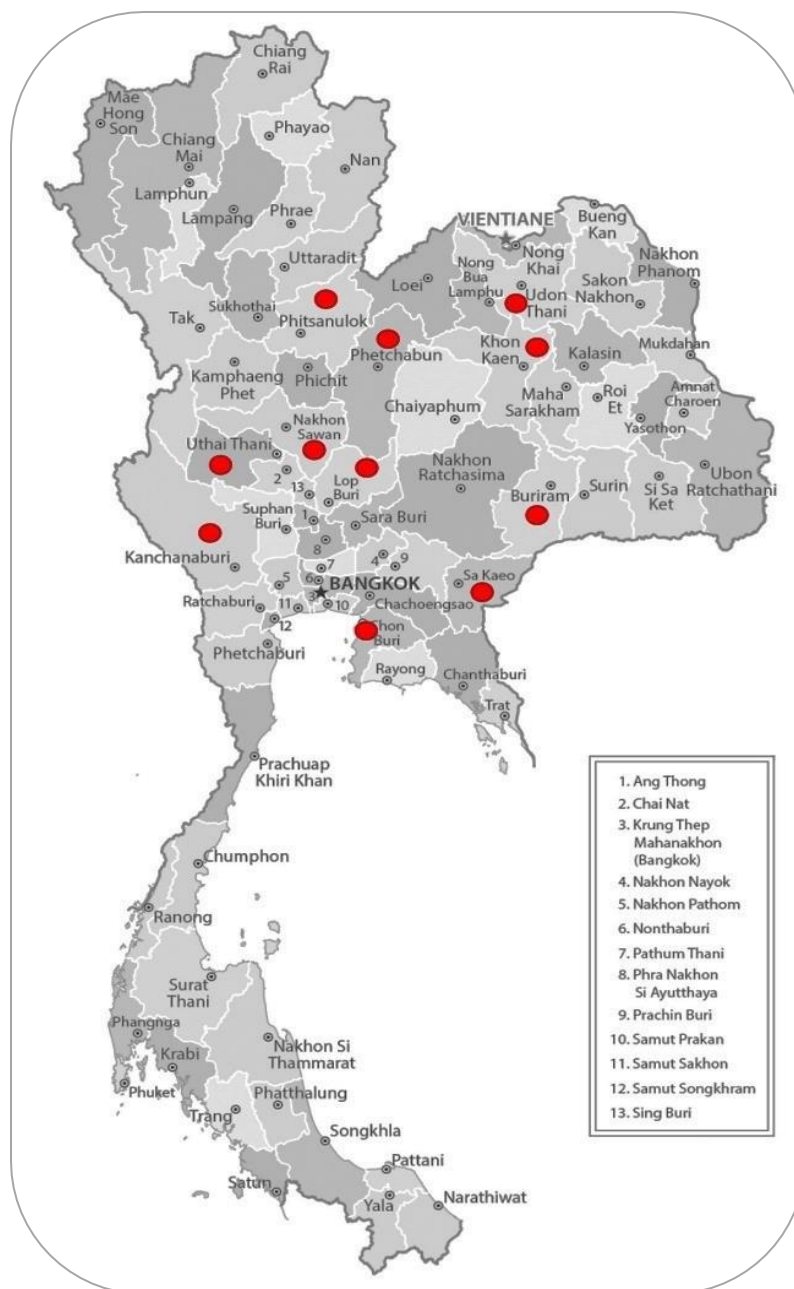 Chiang
Rai
Mae
Hong
Son
Phayao
Chiang
Mai
Nan
Lamphun
Lampang
Phrae
VIENTIANE
Bueng
Kan
Uttaradit
Nong
Khai
Nakhon
Phanom
Loei
Nong
Bua
Lamphu
Udon
Thani
Sakon
Nakhon
Sukhothai
Tak
Phitsanulok
Phetchabun
Khon
Kaen
Kalasin
Mukdahan
Kamphaeng
Phet
Phichit
Chaiyaphum
Maha
Sarakham
Roi
Et
Amnat
Charoen
Yasothon
Nakhon
Sawan
Uthai Thani
2
13
Lop
Buri
Nakhon
Ratchasima
Buriram
Surin
Si Sa
Ket
Ubon
Ratchathani
Suphan
Buri
1
Sara Buri
8
Kanchanaburi
7
4
9
5
6
BANGKOK
Sa Kaeo
3
Ratchaburi
11
10
Chachoengsao
12
Chon
Buri
Phetchaburi
Rayong
Chanthaburi
Trat
Prachuap
Khiri Khan
Chumphon
Ranong
Surat
Thani
Phangnga
Krabi
Nakhon Si
Thammarat
Phuket
Phatthalung
Trang
Songkhla
Pattani
Satun
Yala
Narathiwat
1. Ang Thong
2. Chai Nat
3. Krung Thep
Mahanakhon
(Bangkok)
4. Nakhon Nayok
5. Nakhon Pathom
6. Nonthaburi
7. Pathum Thani
8. Phra Nakhon
Si Ayutthaya
9. Prachin Buri
10. Samut Prakan
11. Samut Sakhon
12. Samut Songkhram
13. Sing Buri